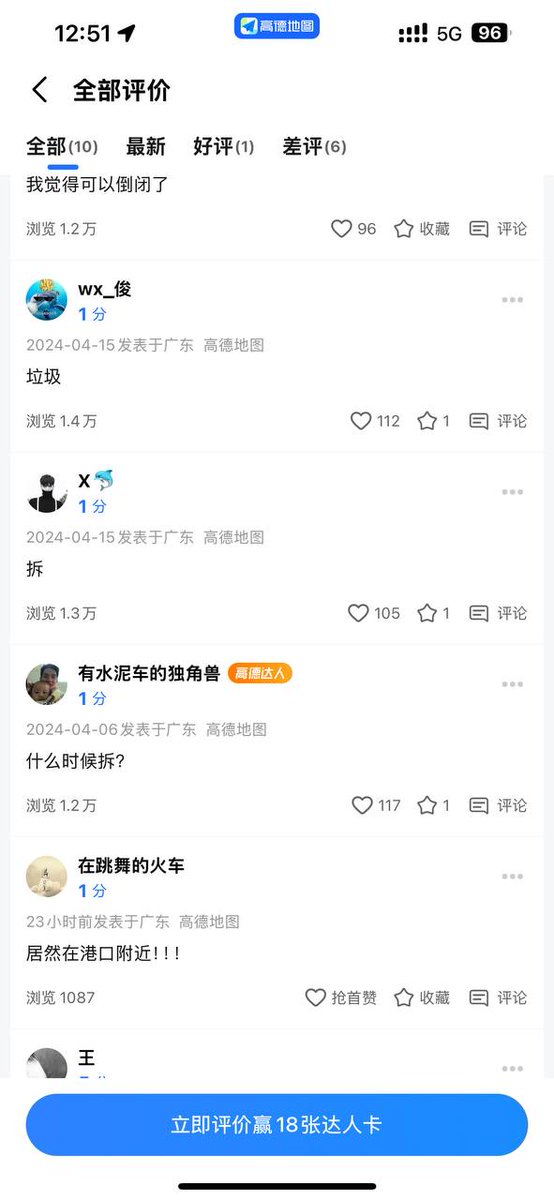 12:51
高德地图
5G
96
全部评价
全部(10) 最新 好评(1) 差评(6)
我觉得可以倒闭了
浏览 1.2万 96 收藏 评论
wx_俊
1分
2024-04-15发表于广东 高德地图
垃圾
浏览 1.4万 112 1 评论
X🐬
1分
2024-04-15发表于广东 高德地图
拆
浏览 1.3万 105 1 评论
有水泥车的独角兽 高德达人
1分
2024-04-06发表于广东 高德地图
什么时候拆?
浏览 1.2万 117 1 评论
在跳舞的火车
1分
23小时前发表于广东 高德地图
居然在港口附近!!!
浏览 1087 抢首赞 收藏 评论
王
立即评价赢18张达人卡